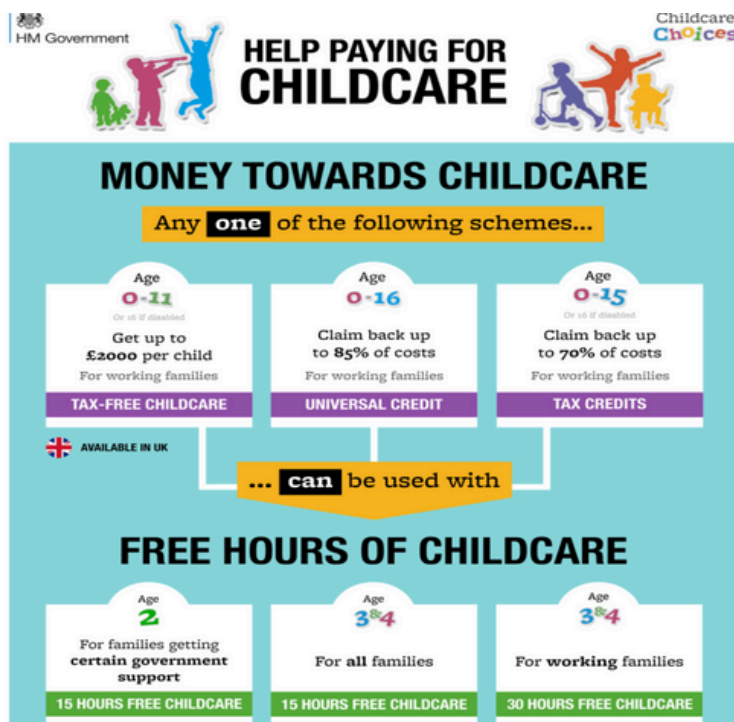 HM Government
HELP PAYING FOR
CHILDCARE
Childcare
Choices
MONEY TOWARDS CHILDCARE
Any one of the following schemes...
Age
0-11
Or 16 if disabled
Get up to
£2000 per child
For working families
TAX-FREE CHILDCARE
Age
0-16
Claim back up
to 85% of costs
For working families
UNIVERSAL CREDIT
Age
0-15
Or 16 if disabled
Claim back up
to 70% of costs
For working families
TAX CREDITS
AVAILABLE IN UK
... can be used with
FREE HOURS OF CHILDCARE
Age
2
For families getting
certain government
support
15 HOURS FREE CHILDCARE
Age
3&4
For all families
15 HOURS FREE CHILDCARE
Age
3&4
For working families
30 HOURS FREE CHILDCARE